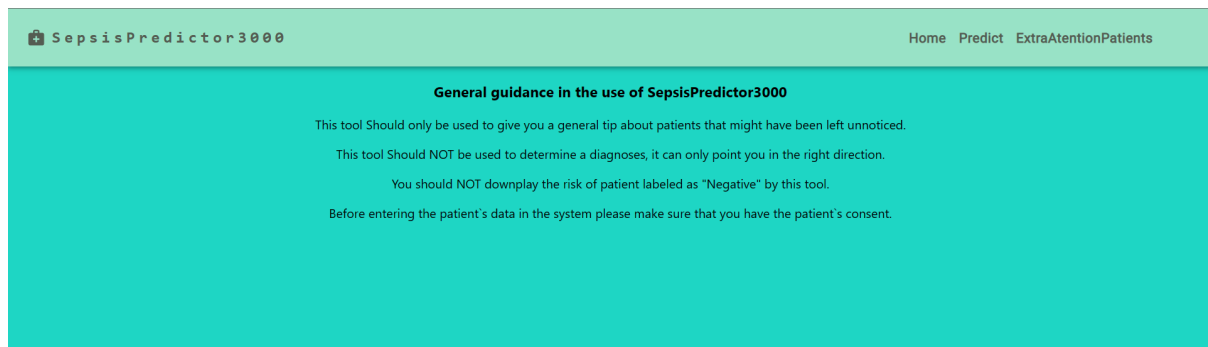 SepsisPredictor3000
Home Predict ExtraAtentionPatients
General guidance in the use of SepsisPredictor3000
This tool Should only be used to give you a general tip about patients that might have been left unnoticed.
This tool Should NOT be used to determine a diagnoses, it can only point you in the right direction.
You should NOT downplay the risk of patient labeled as "Negative" by this tool.
Before entering the patient`s data in the system please make sure that you have the patient`s consent.